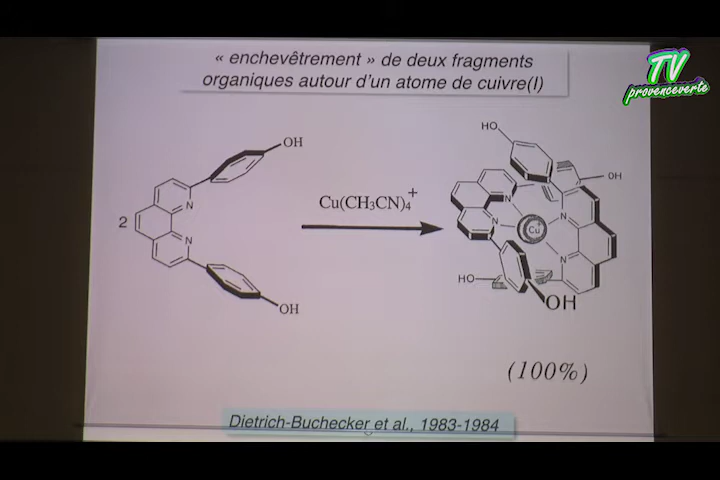 « enchevêtrement » de deux fragments
organiques autour d'un atome de cuivre(I)
TV
provenceverte
2
N
N
OH
OH
Cu(CH₃CN)₄⁺
HO
OH
N
N
N
N
Cu⁺
HO
OH
(100%)
Dietrich-Buchecker et al., 1983-1984